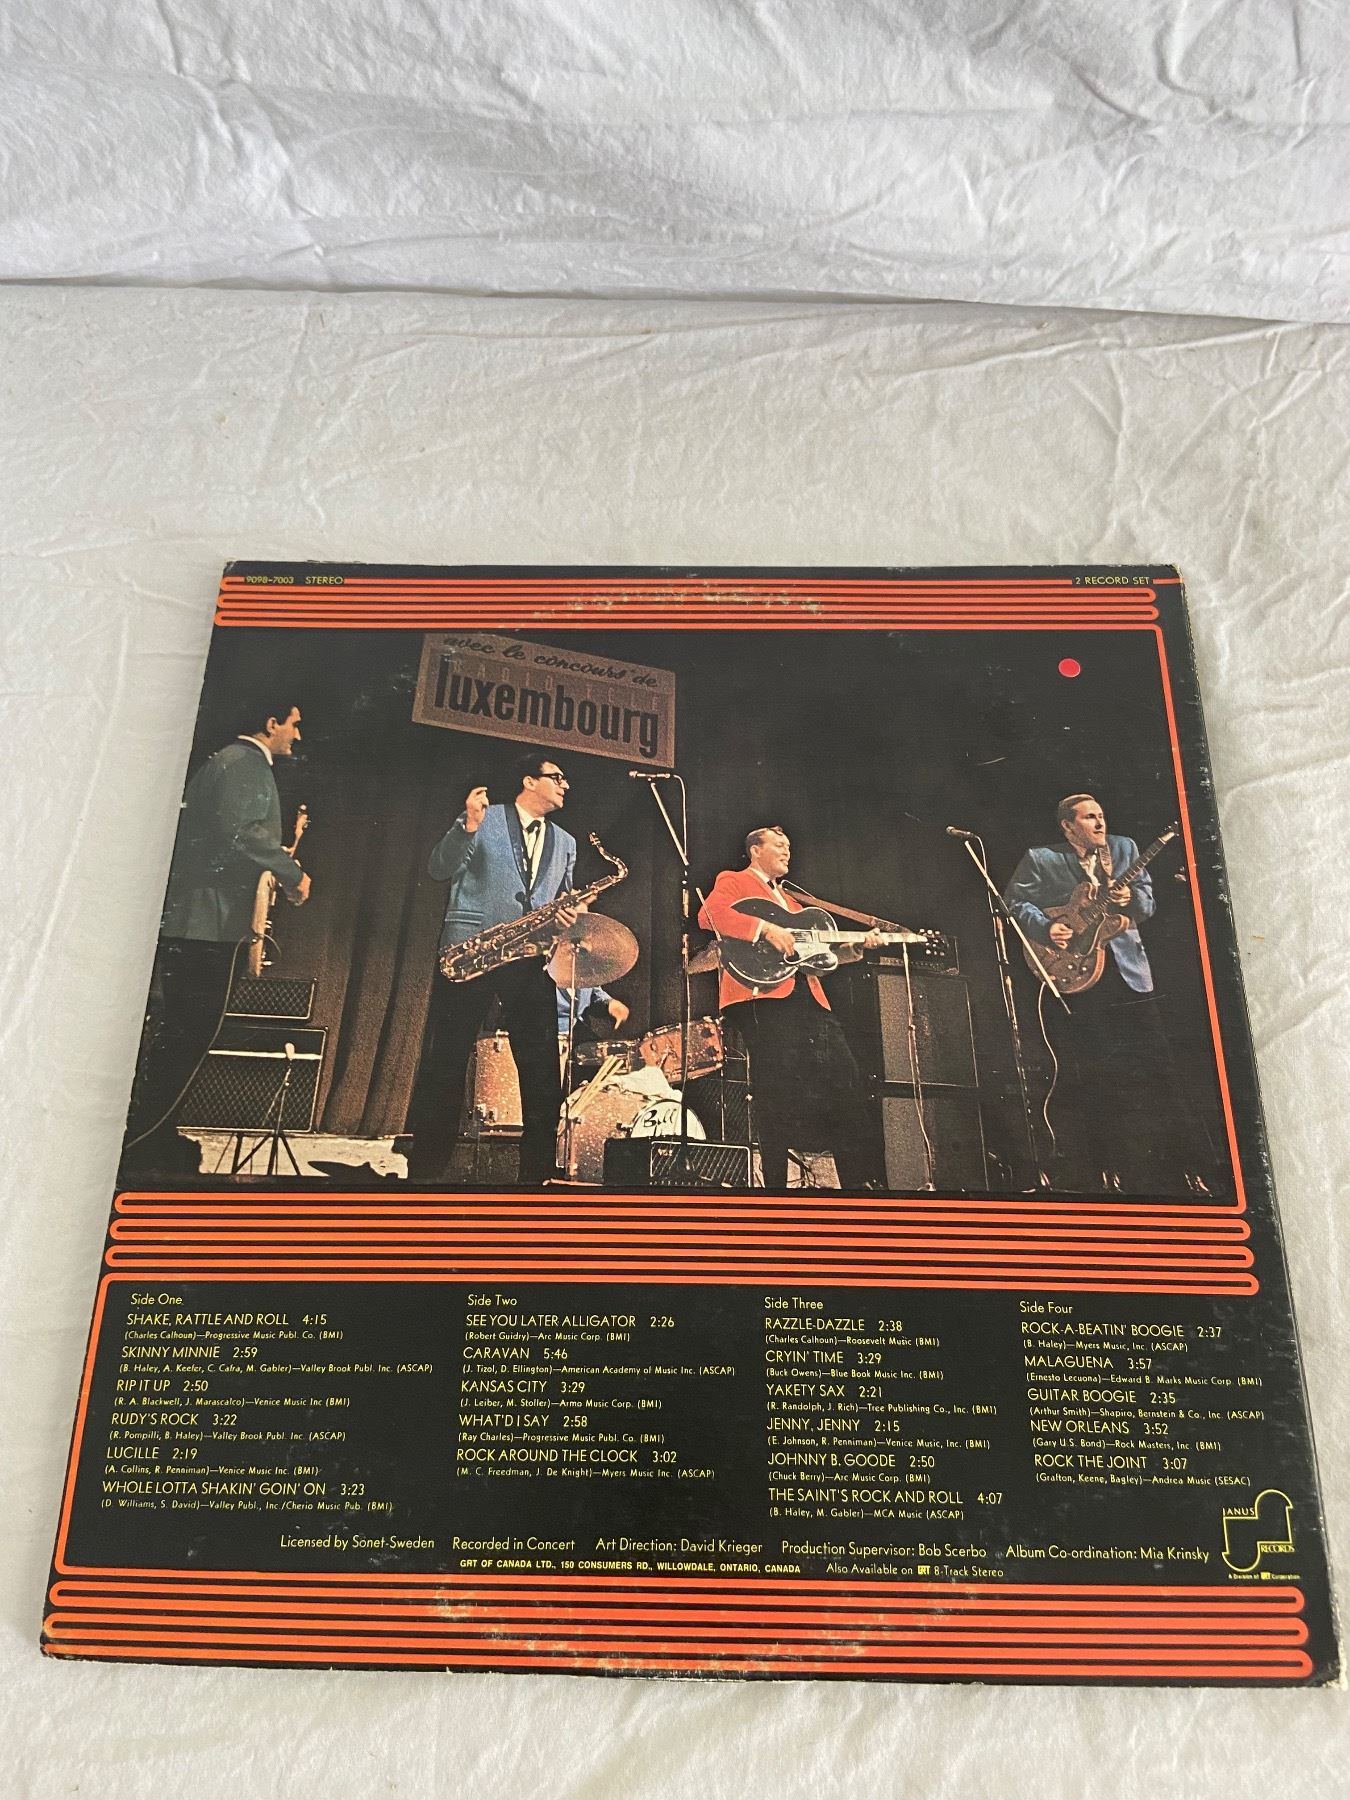 9098-7003 STEREO
2 RECORD SET
avec le concours de
luxembourg
Bill
Side One
SHAKE, RATTLE AND ROLL 4:15
(Charles Calhoun)—Progressive Music Publ. Co. (BMI)
SKINNY MINNIE 2:59
(B. Haley, A. Keefer, C. Cafra, M. Gabler)—Valley Brook Publ. Inc. (ASCAP)
RIP IT UP 2:50
(R. A. Blackwell, J. Marascalco)—Venice Music Inc (BMI)
RUDY'S ROCK 3:22
(R. Pompilli, B. Haley)—Valley Brook Publ. Inc. (ASCAP)
LUCILLE 2:19
(A. Collins, R. Penniman)—Venice Music Inc. (BMI)
WHOLE LOTTA SHAKIN' GOIN' ON 3:23
(D. Williams, S. David)—Valley Publ., Inc./Cherio Music Pub. (BMI)
Side Two
SEE YOU LATER ALLIGATOR 2:26
(Robert Guidry)—Arc Music Corp. (BMI)
CARAVAN 5:46
(J. Tizol, D. Ellington)—American Academy of Music Inc. (ASCAP)
KANSAS CITY 3:29
(J. Leiber, M. Stoller)—Armo Music Corp. (BMI)
WHAT'D I SAY 2:58
(Ray Charles)—Progressive Music Publ. Co. (BMI)
ROCK AROUND THE CLOCK 3:02
(M. C. Freedman, J. De Knight)—Myers Music Inc. (ASCAP)
Side Three
RAZZLE-DAZZLE 2:38
(Charles Calhoun)—Roosevelt Music (BMI)
CRYIN' TIME 3:29
(Buck Owens)—Blue Book Music Inc. (BMI)
YAKETY SAX 2:21
(R. Randolph, J. Rich)—Tree Publishing Co., Inc. (BMI)
JENNY, JENNY 2:15
(E. Johnson, R. Penniman)—Venice Music, Inc. (BMI)
JOHNNY B. GOODE 2:50
(Chuck Berry)—Arc Music Corp. (BMI)
THE SAINT'S ROCK AND ROLL 4:07
(B. Haley, M. Gabler)—MCA Music (ASCAP)
Side Four
ROCK-A-BEATIN' BOOGIE 2:37
(B. Haley)—Myers Music, Inc. (ASCAP)
MALAGUENA 3:57
(Ernesto Lecuona)—Edward B. Marks Music Corp. (BMI)
GUITAR BOOGIE 2:35
(Arthur Smith)—Shapiro, Bernstein & Co., Inc. (ASCAP)
NEW ORLEANS 3:52
(Gary U.S. Bond)—Rock Masters, Inc. (BMI)
ROCK THE JOINT 3:07
(Grafton, Keene, Bagley)—Andrea Music (SESAC)
Licensed by Sonet-Sweden Recorded in Concert Art Direction: David Krieger Production Supervisor: Bob Scerbo Album Co-ordination: Mia Krinsky
GRT OF CANADA LTD., 150 CONSUMERS RD., WILLOWDALE, ONTARIO, CANADA Also Available on GRT 8-Track Stereo
JANUS
RECORDS
A Division of GRT Corporation